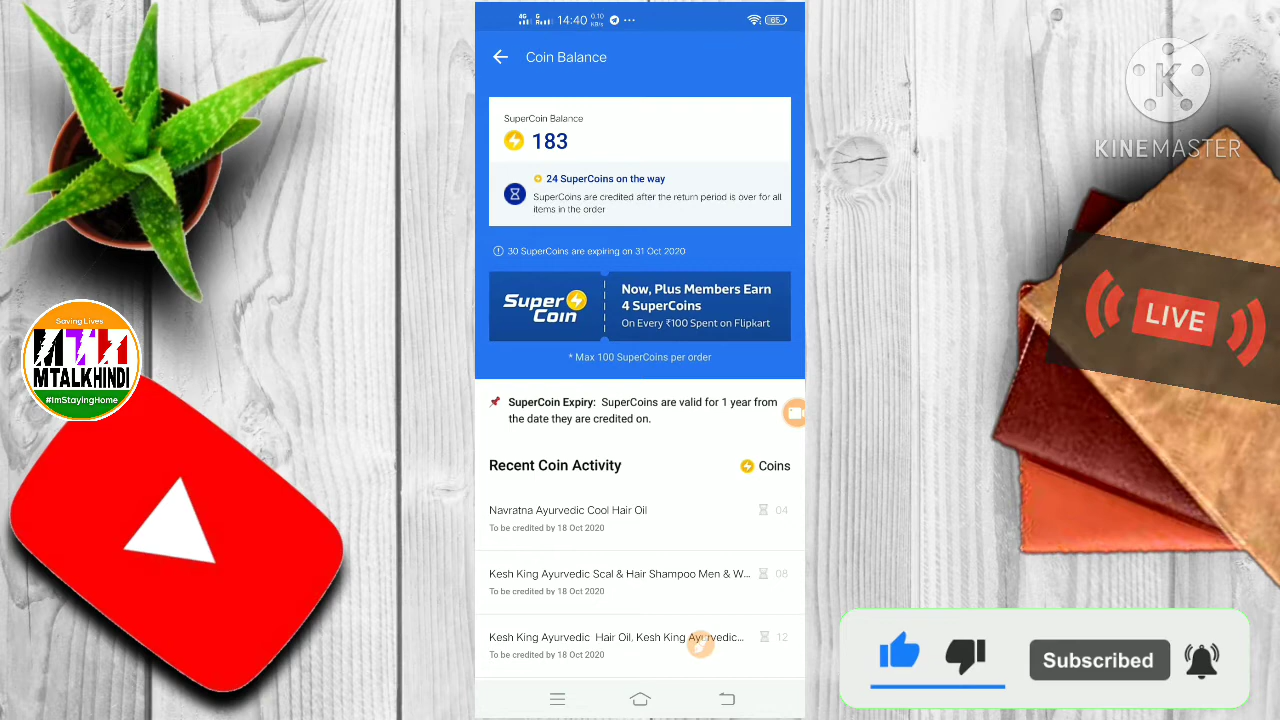 4G
G
R
14:40
0.10
KB/s
65
Coin Balance
SuperCoin Balance
183
24 SuperCoins on the way
SuperCoins are credited after the return period is over for all
items in the order
30 SuperCoins are expiring on 31 Oct 2020
Super
Coin
Now, Plus Members Earn
4 SuperCoins
On Every ₹100 Spent on Flipkart
* Max 100 SuperCoins per order
SuperCoin Expiry: SuperCoins are valid for 1 year from
the date they are credited on.
Recent Coin Activity
Coins
Navratna Ayurvedic Cool Hair Oil
04
To be credited by 18 Oct 2020
Kesh King Ayurvedic Scal & Hair Shampoo Men & W...
08
To be credited by 18 Oct 2020
Kesh King Ayurvedic Hair Oil, Kesh King Ayurvedic...
12
To be credited by 18 Oct 2020
Saving Lives
MTALKHINDI
#ImStayingHome
K
KINEMASTER
LIVE
Subscribed